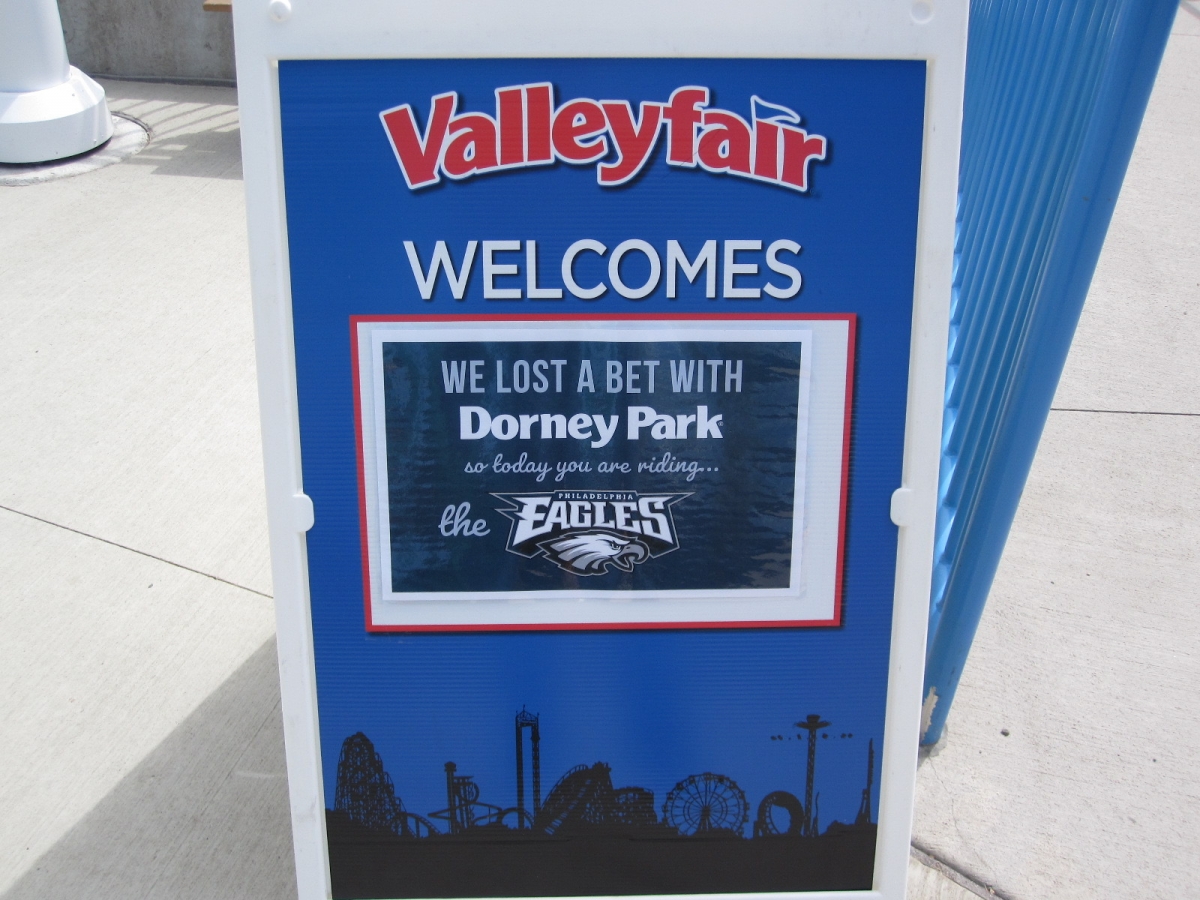 Valleyfair
WELCOMES
WE LOST A BET WITH
Dorney Park
so today you are riding...
the PHILADELPHIA EAGLES